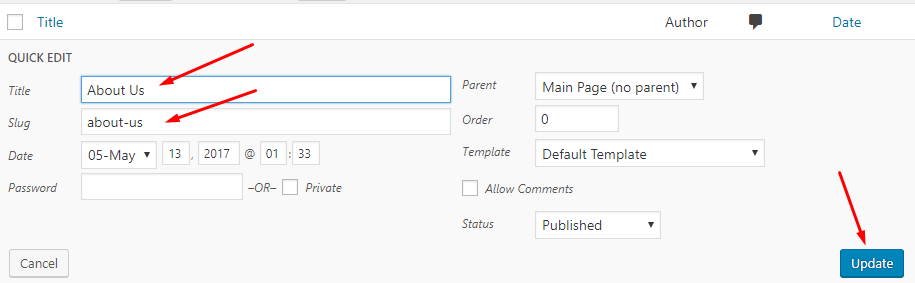 Title Author Date
QUICK EDIT
Title About Us
Slug about-us
Date 05-May 13 , 2017 @ 01 : 33
Password –OR– Private
Parent Main Page (no parent)
Order 0
Template Default Template
Allow Comments
Status Published
Cancel Update